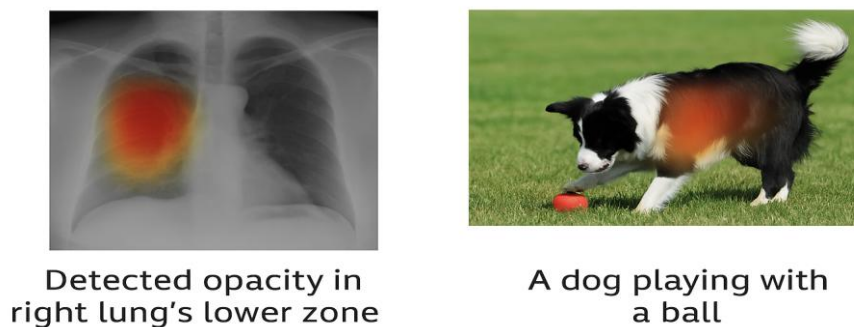 Detected opacity in
right lung's lower zone
A dog playing with
a ball